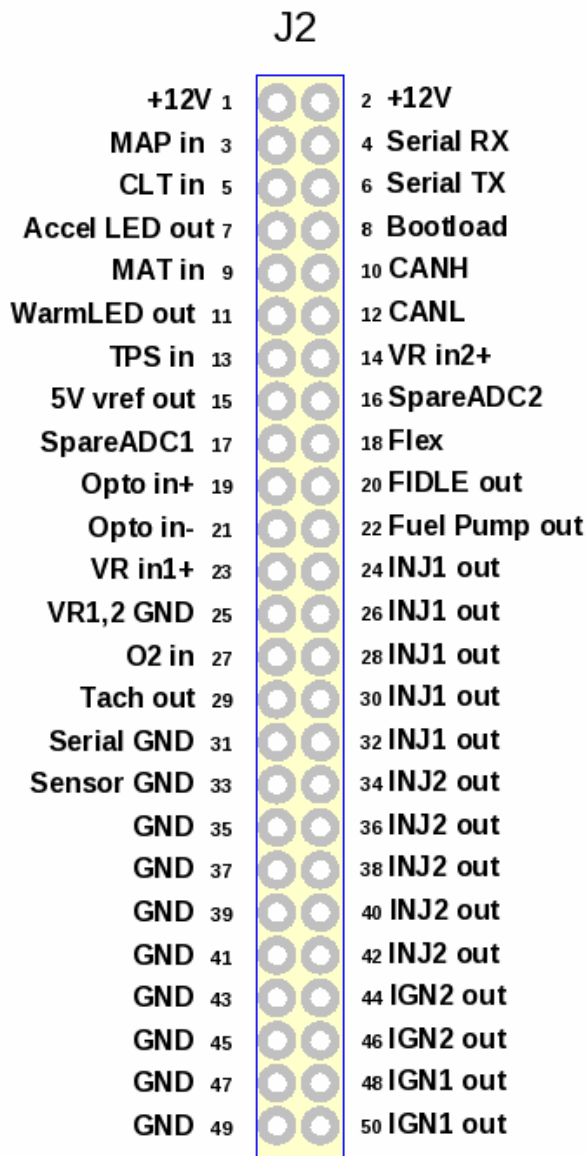 J2
+12V 1 2 +12V
MAP in 3 4 Serial RX
CLT in 5 6 Serial TX
Accel LED out 7 8 Bootload
MAT in 9 10 CANH
WarmLED out 11 12 CANL
TPS in 13 14 VR in2+
5V vref out 15 16 SpareADC2
SpareADC1 17 18 Flex
Opto in+ 19 20 FIDLE out
Opto in- 21 22 Fuel Pump out
VR in1+ 23 24 INJ1 out
VR1,2 GND 25 26 INJ1 out
O2 in 27 28 INJ1 out
Tach out 29 30 INJ1 out
Serial GND 31 32 INJ1 out
Sensor GND 33 34 INJ2 out
GND 35 36 INJ2 out
GND 37 38 INJ2 out
GND 39 40 INJ2 out
GND 41 42 INJ2 out
GND 43 44 IGN2 out
GND 45 46 IGN2 out
GND 47 48 IGN1 out
GND 49 50 IGN1 out